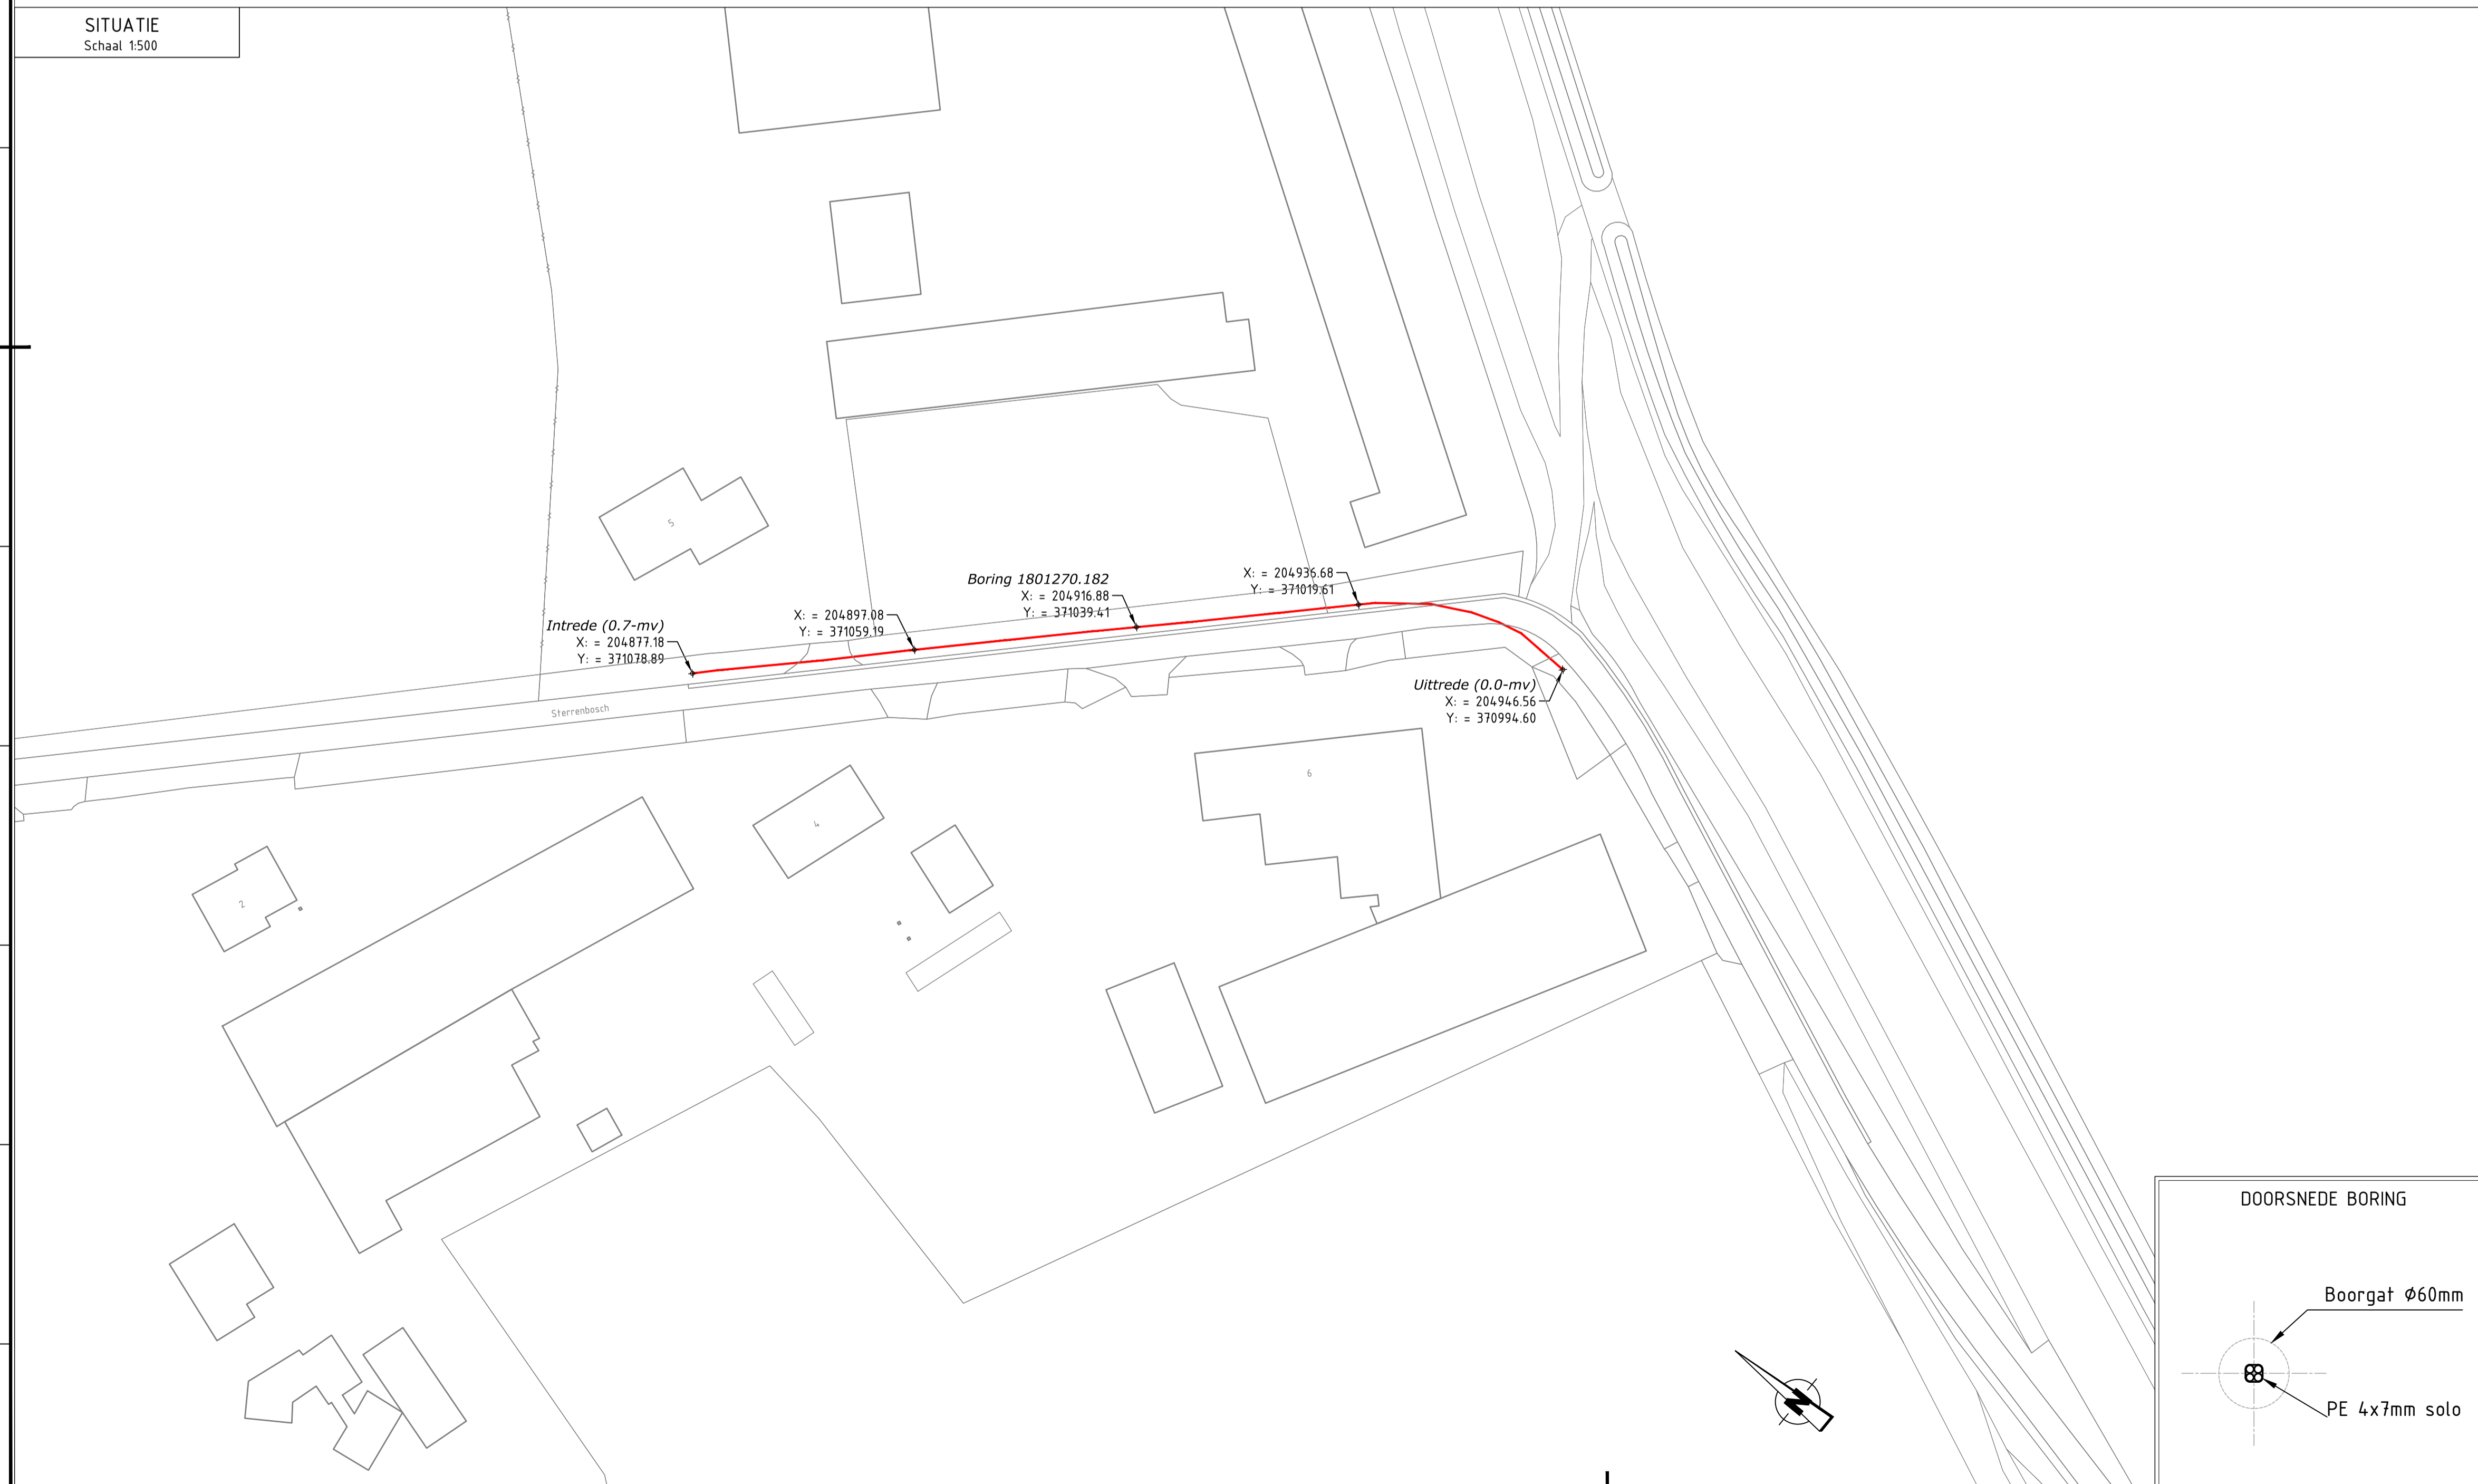 SITUATIE
Schaal 1:500
5
Boring 1801270.182
X: = 204916.88
Y: = 371039.41
X: = 204936.68
Y: = 371019.61
X: = 204897.08
Y: = 371059.19
Intrede (0.7-mv)
X: = 204877.18
Y: = 371078.89
Uittrede (0.0-mv)
X: = 204946.56
Y: = 370994.60
Sterrenbosch
6
4
2
N
DOORSNEDE BORING
Boorgat Ø60mm
PE 4x7mm solo